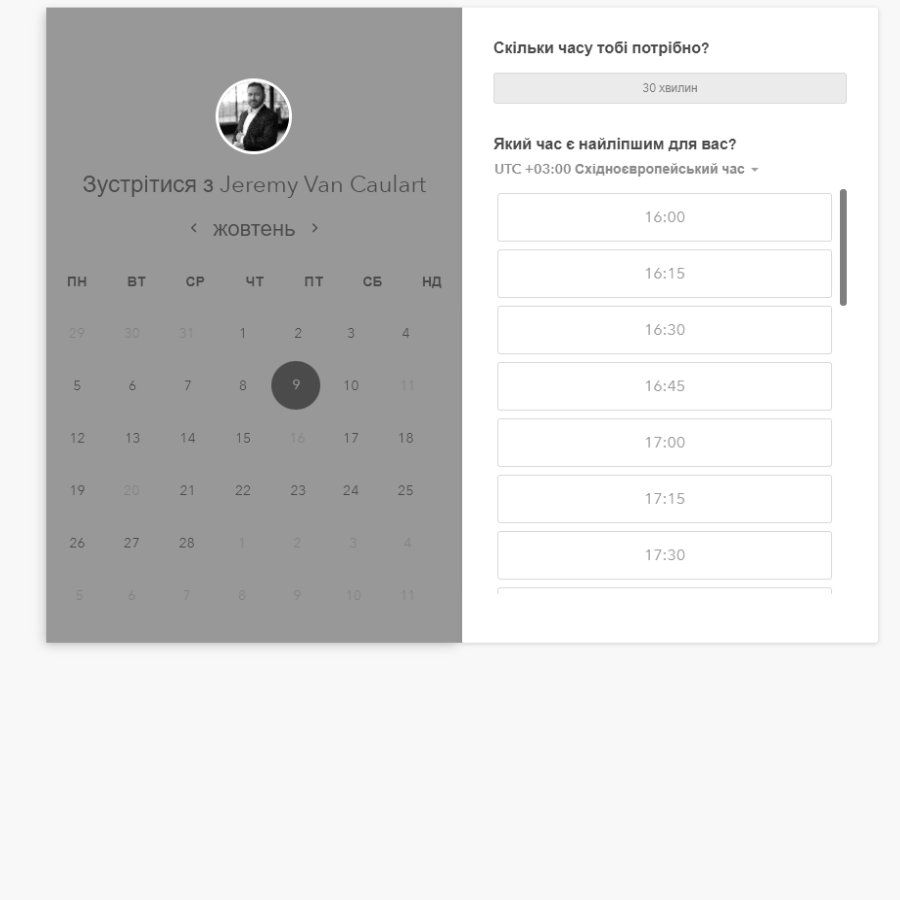 Зустрітися з Jeremy Van Caulart
жовтень
ПН ВТ СР ЧТ ПТ СБ НД
29 30 31 1 2 3 4
5 6 7 8 9 10 11
12 13 14 15 16 17 18
19 20 21 22 23 24 25
26 27 28 1 2 3 4
5 6 7 8 9 10 11
Скільки часу тобі потрібно?
30 хвилин
Який час є найліпшим для вас?
UTC +03:00 Східноєвропейський час
16:00
16:15
16:30
16:45
17:00
17:15
17:30